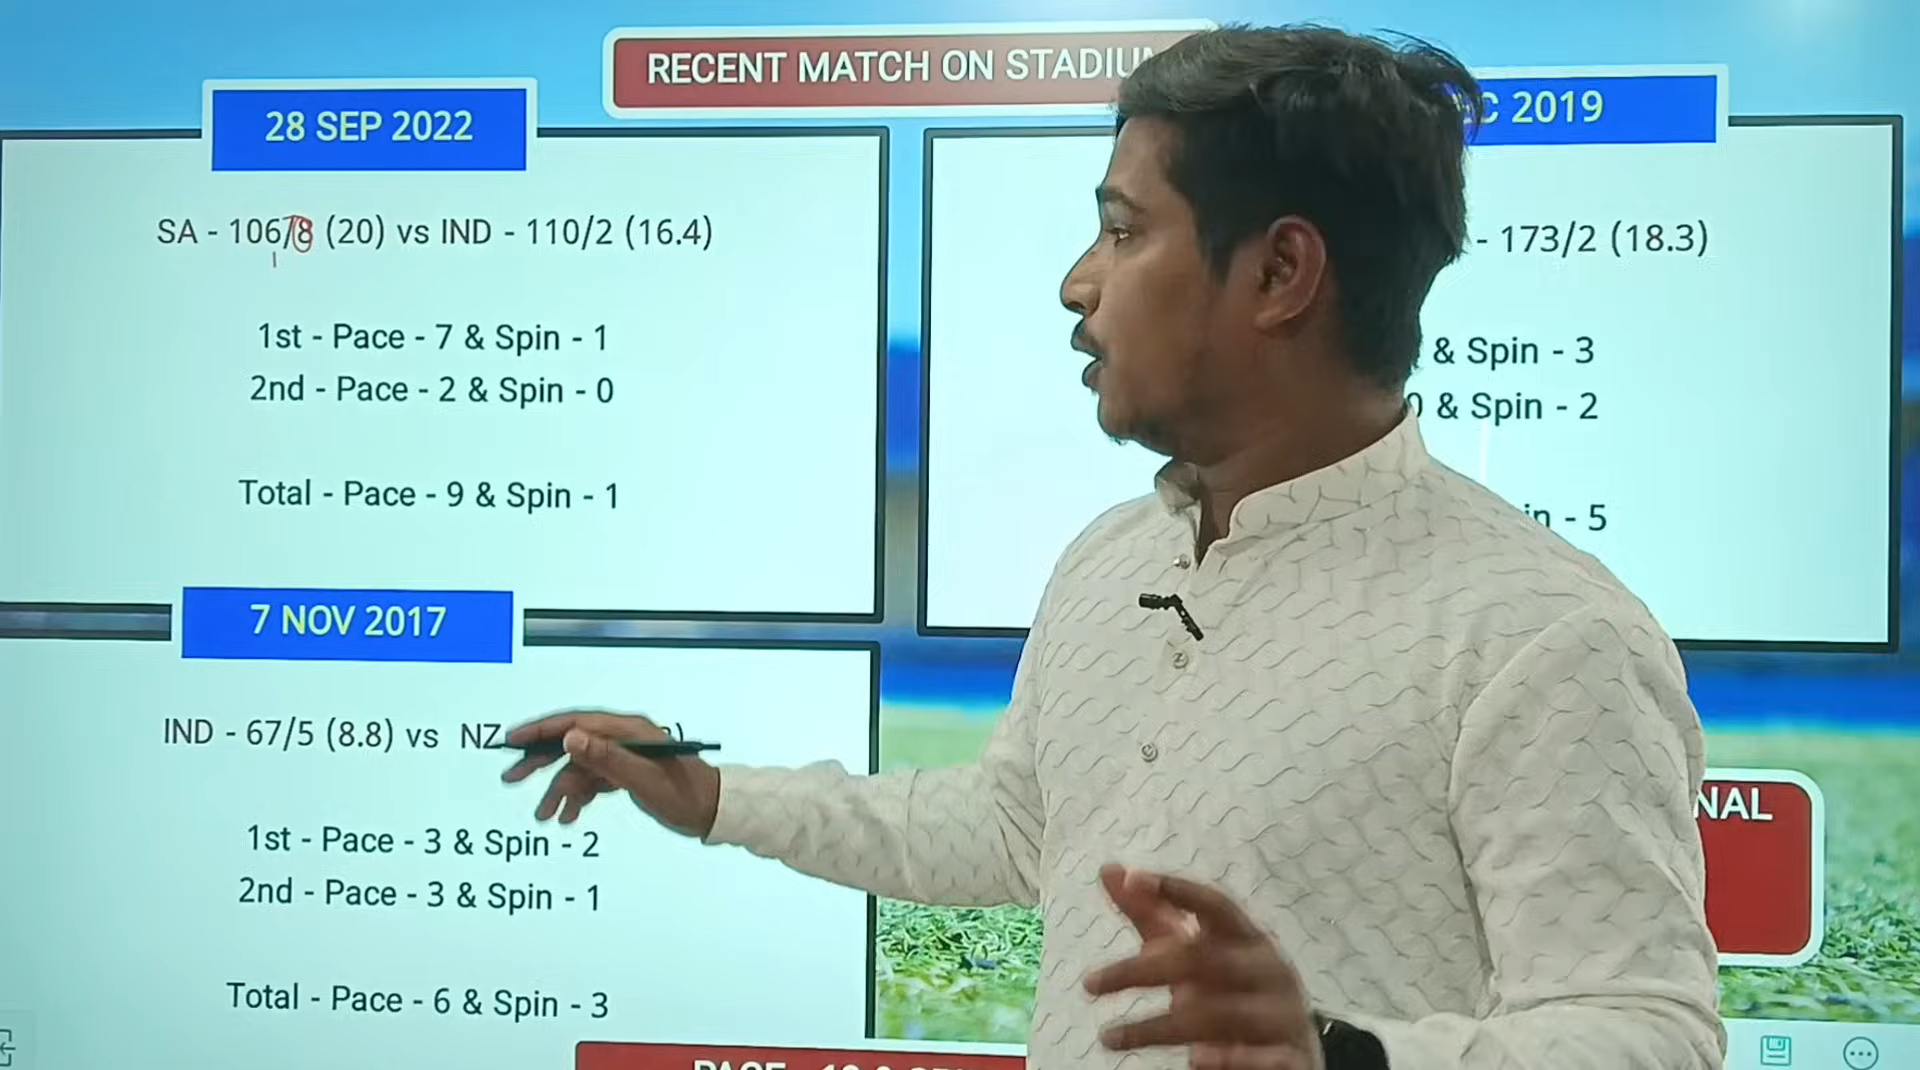 RECENT MATCH ON
28 SEP 2022
SA - 106/8 (20) vs IND - 110/2 (16.4)
1st - Pace - 7 & Spin - 1
2nd - Pace - 2 & Spin - 0
Total - Pace - 9 & Spin - 1
2019
- 173/2 (18.3)
& Spin - 3
& Spin - 2
- 5
7 NOV 2017
IND - 67/5 (8.8) vs NZ
1st - Pace - 3 & Spin - 2
2nd - Pace - 3 & Spin - 1
Total - Pace - 6 & Spin - 3